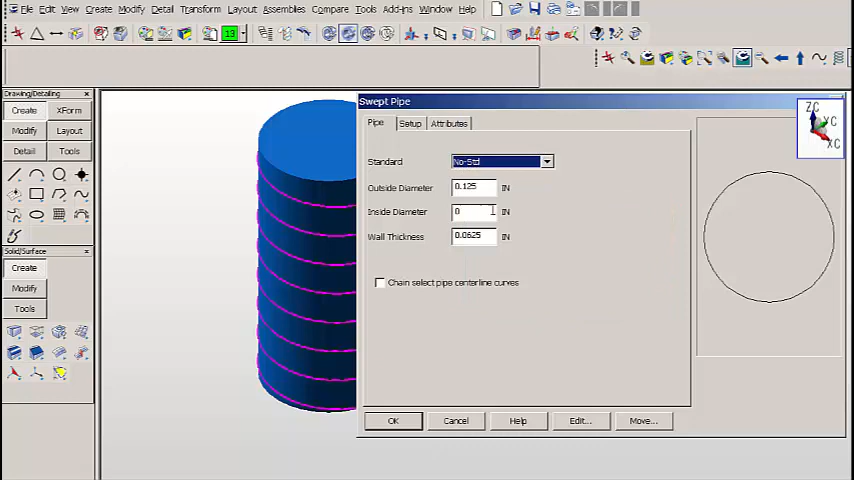 File Edit Create Modify Detail Transform Layout Assemblies Compare Tools Add-Ins Window Help
13
Drawing/Detailing
Create XForm
Modify Layout
Detail Tools
Solid/Surface
Create
Modify
Tools
Swept Pipe
Pipe Setup Attributes
Standard No-Std
Outside Diameter 0.125 IN
Inside Diameter 0 IN
Wall Thickness 0.0625 IN
Chain select pipe centerline curves
OK Cancel Help Edit... Move...
ZC
YC
XC